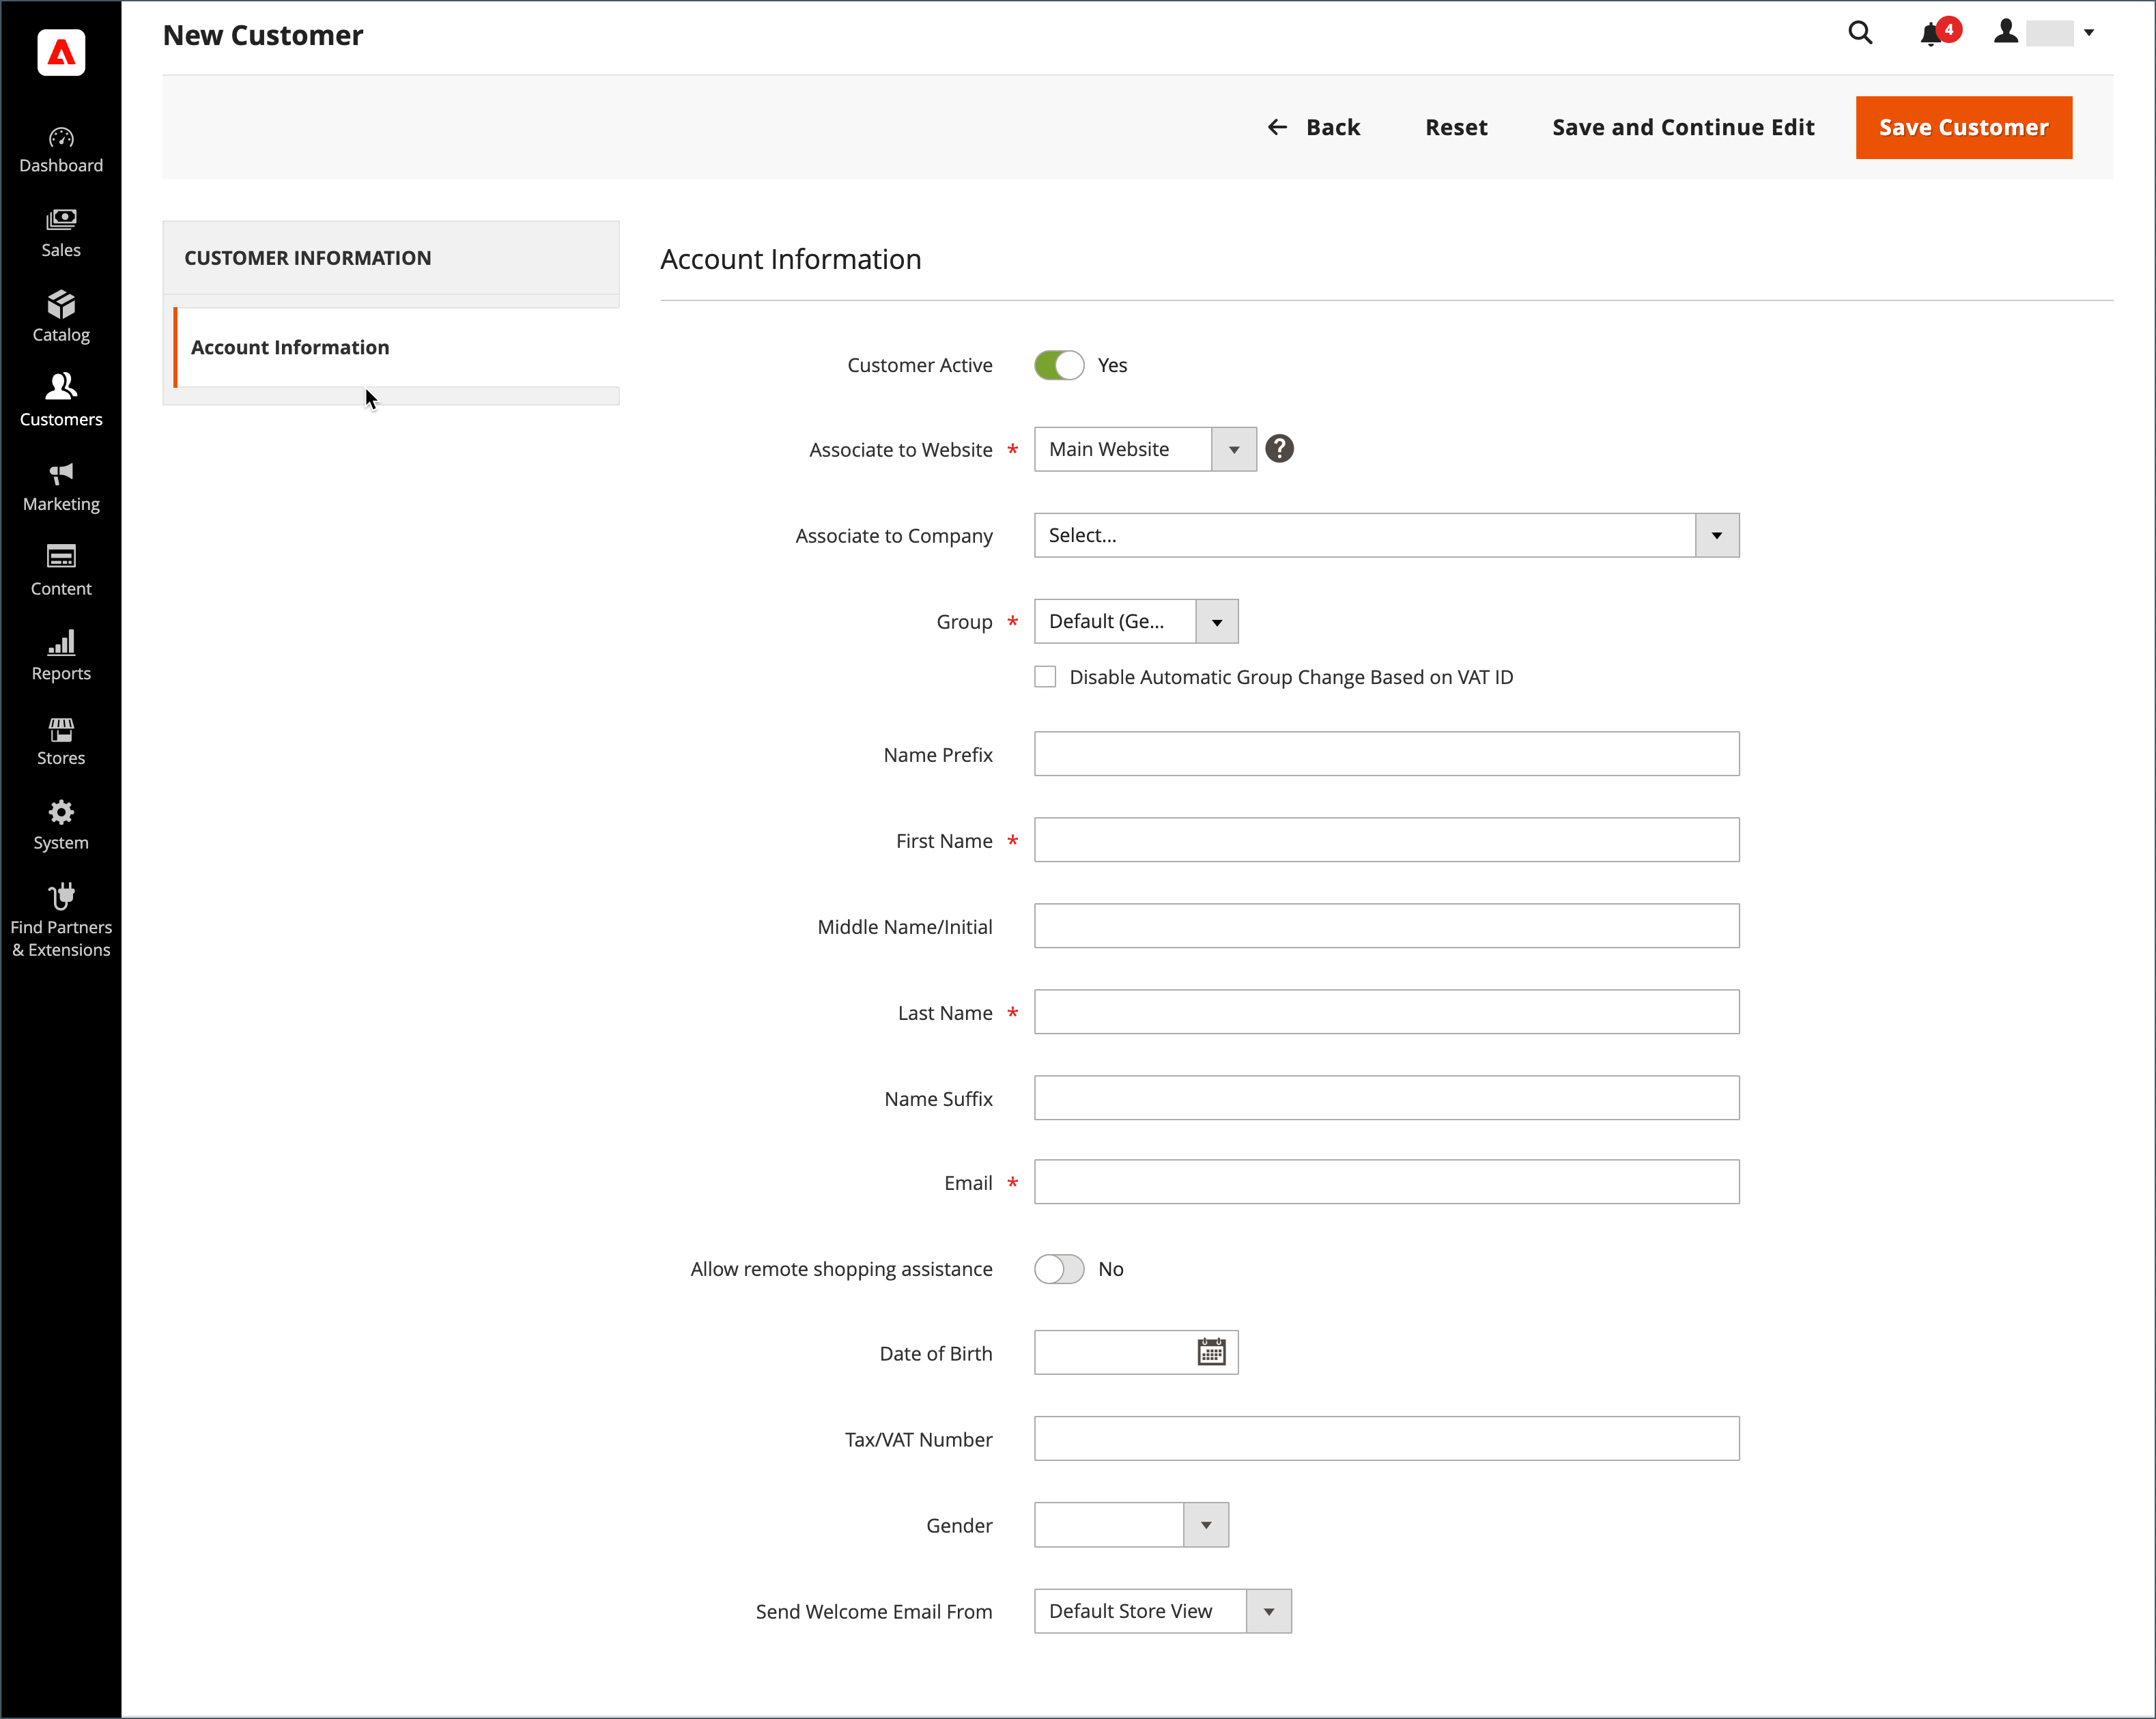 New Customer
4
Back
Reset
Save and Continue Edit
Save Customer
Dashboard
Sales
Catalog
Customers
Marketing
Content
Reports
Stores
System
Find Partners
& Extensions
CUSTOMER INFORMATION
Account Information
Account Information
Customer Active Yes
Associate to Website * Main Website ?
Associate to Company Select...
Group * Default (Ge...
Disable Automatic Group Change Based on VAT ID
Name Prefix
First Name *
Middle Name/Initial
Last Name *
Name Suffix
Email *
Allow remote shopping assistance No
Date of Birth
Tax/VAT Number
Gender
Send Welcome Email From Default Store View